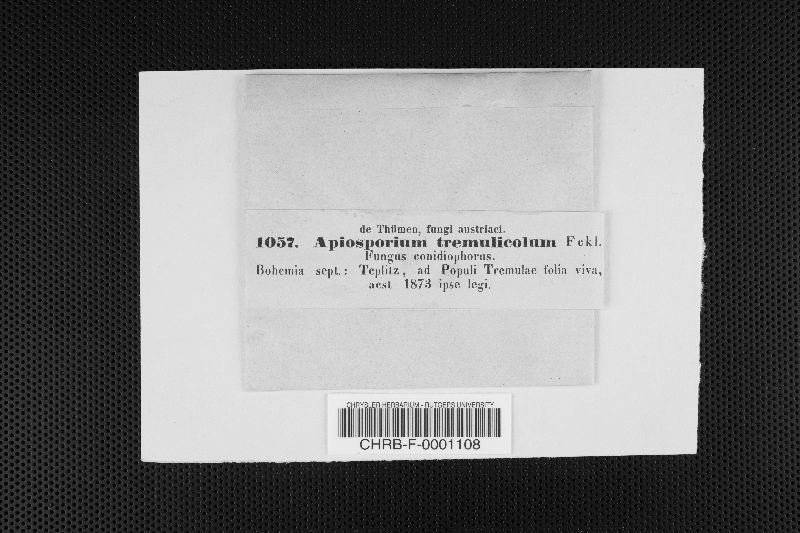 de Thümen, fungi austriaci.
1057. Apiosporium tremulicolum Fckl.
Fungus conidiophorus.
Bohemia sept.: Teplitz, ad Populi Tremulae folia viva,
aest 1873 ipse legi.
CHRYSLER HERBARIUM - RUTGERS UNIVERSITY
CHRB-F-0001108